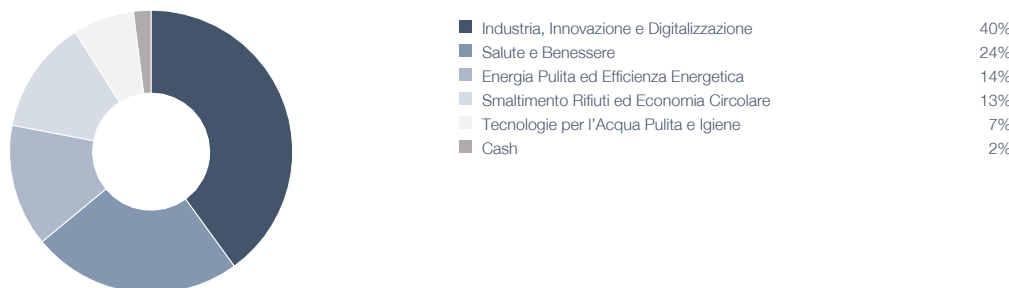 Industria, Innovazione e Digitalizzazione 40%
Salute e Benessere 24%
Energia Pulita ed Efficienza Energetica 14%
Smaltimento Rifiuti ed Economia Circolare 13%
Tecnologie per l’Acqua Pulita e Igiene 7%
Cash 2%